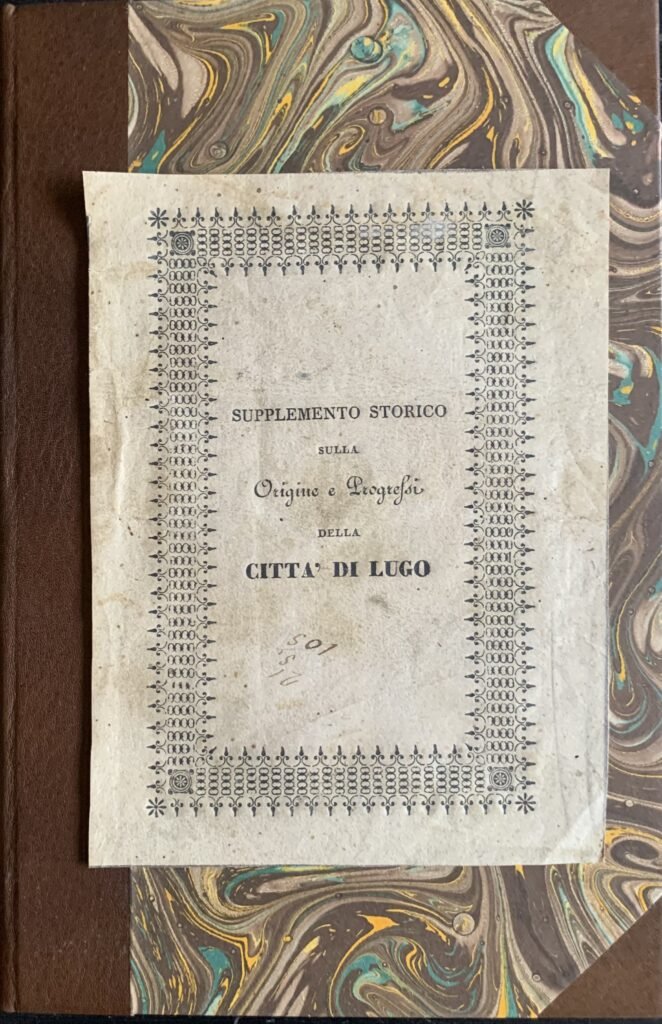 SUPPLEMENTO STORICO
SULLA
Origine e Progressi
DELLA
CITTA' DI LUGO